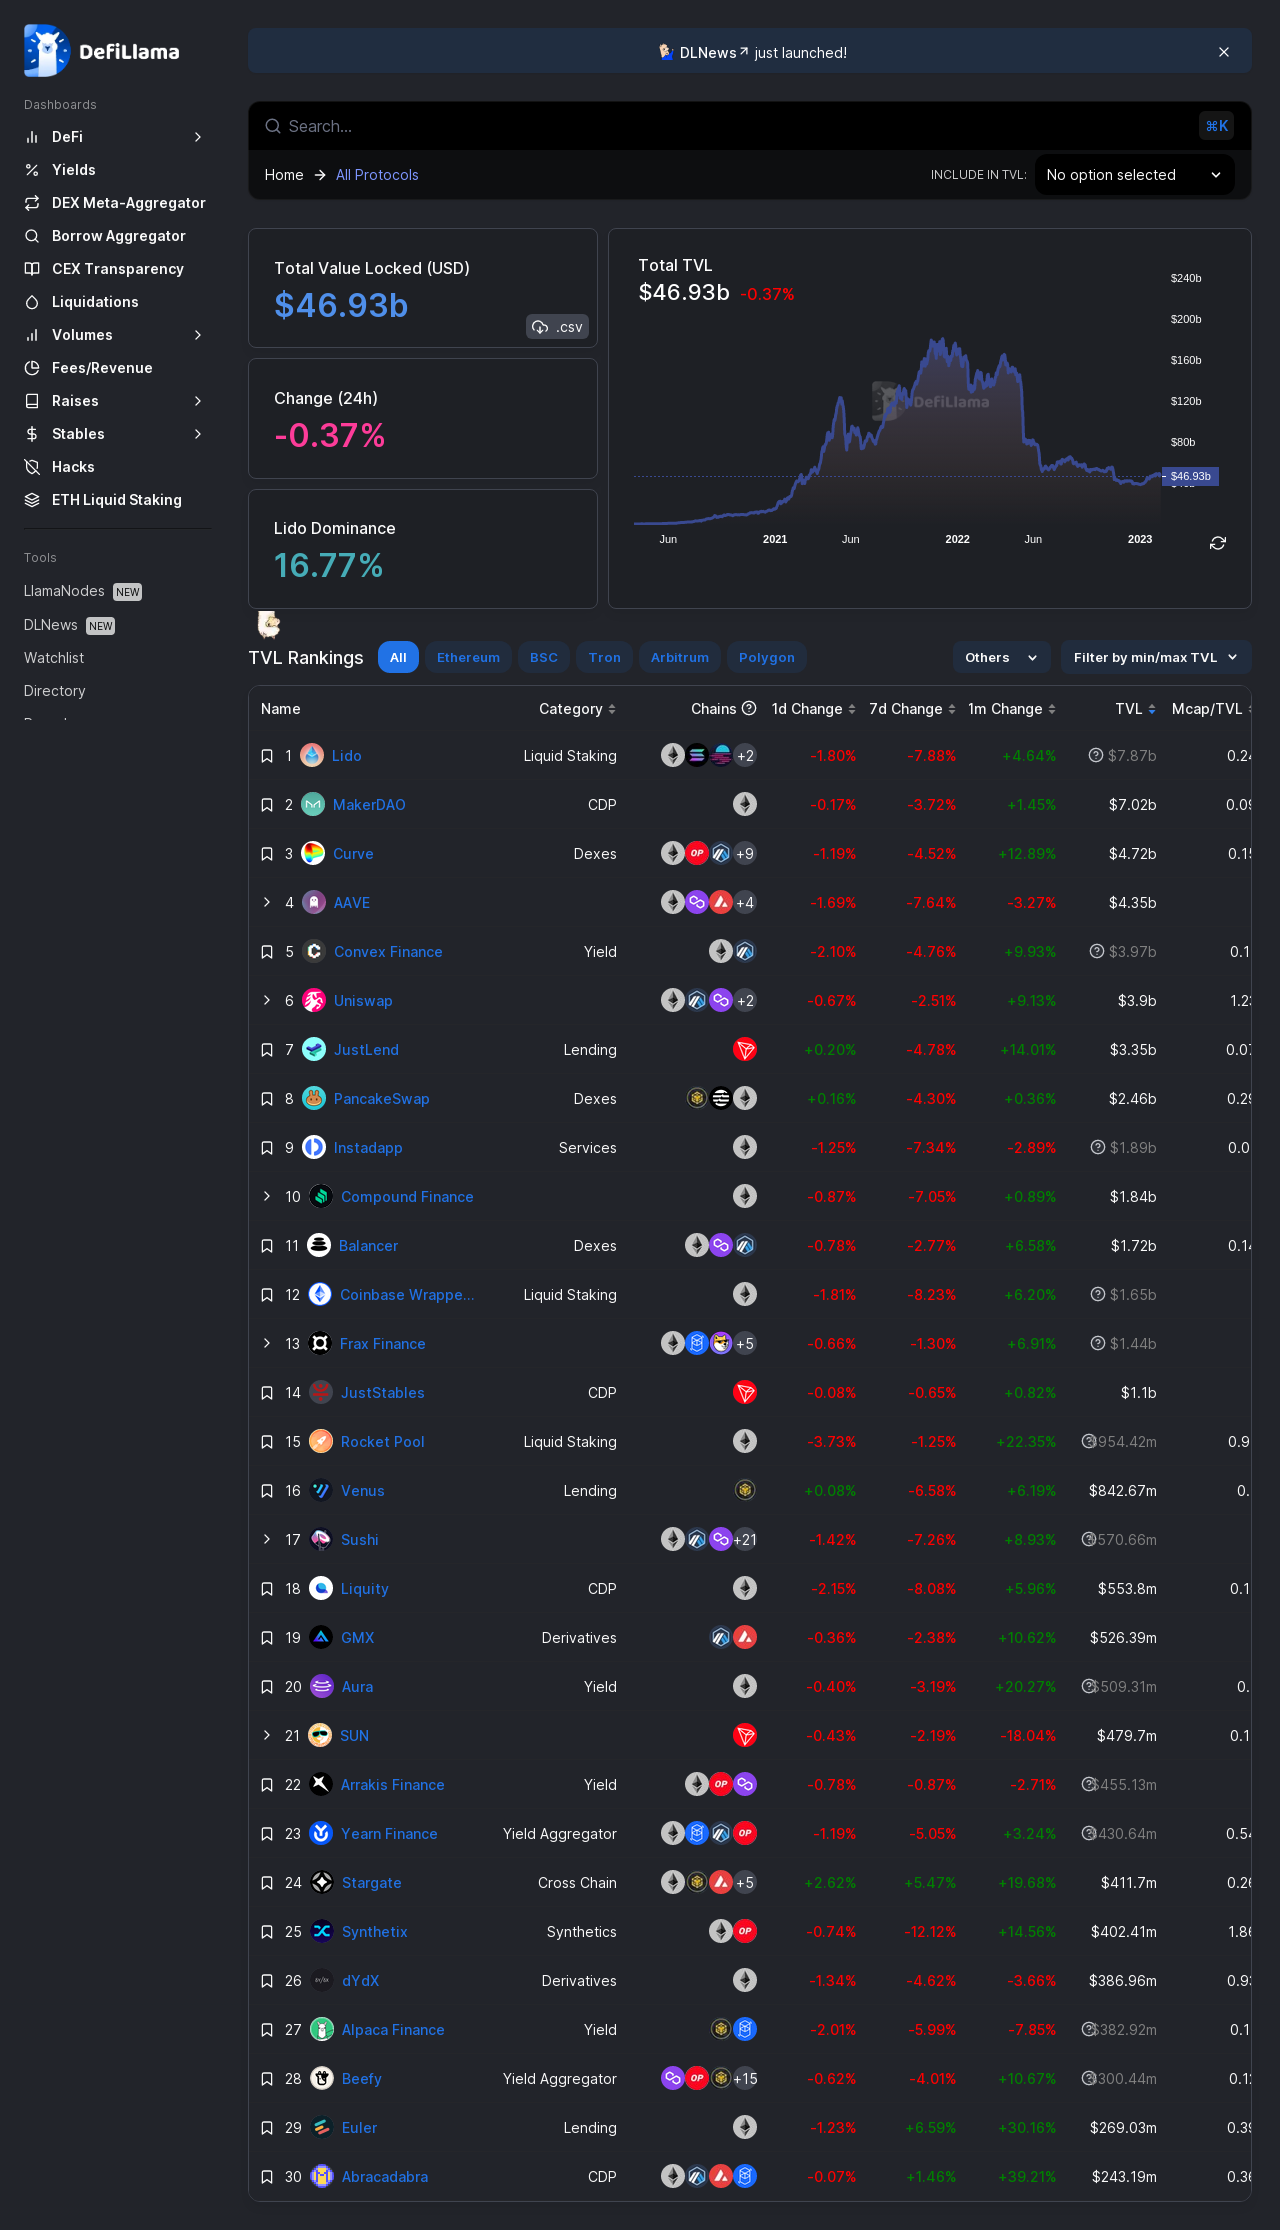 DefiLlama
DLNews just launched!
Dashboards
DeFi
Yields
DEX Meta-Aggregator
Borrow Aggregator
CEX Transparency
Liquidations
Volumes
Fees/Revenue
Raises
Stables
Hacks
ETH Liquid Staking
Tools
LlamaNodes NEW
DLNews NEW
Watchlist
Directory
Search...
⌘K
Home → All Protocols
INCLUDE IN TVL: No option selected
Total Value Locked (USD)
$46.93b
.csv
Change (24h)
-0.37%
Lido Dominance
16.77%
Total TVL
$46.93b -0.37%
DefiLlama
$240b
$200b
$160b
$120b
$80b
$46.93b
Jun 2021 Jun 2022 Jun 2023
TVL Rankings All Ethereum BSC Tron Arbitrum Polygon Others Filter by min/max TVL
Name Category Chains 1d Change 7d Change 1m Change TVL Mcap/TVL
1 Lido Liquid Staking +2 -1.80% -7.88% +4.64% $7.87b 0.24
2 MakerDAO CDP -0.17% -3.72% +1.45% $7.02b 0.09
3 Curve Dexes OP +9 -1.19% -4.52% +12.89% $4.72b 0.15
4 AAVE +4 -1.69% -7.64% -3.27% $4.35b
5 Convex Finance Yield -2.10% -4.76% +9.93% $3.97b 0.1
6 Uniswap +2 -0.67% -2.51% +9.13% $3.9b 1.23
7 JustLend Lending +0.20% -4.78% +14.01% $3.35b 0.07
8 PancakeSwap Dexes +0.16% -4.30% +0.36% $2.46b 0.29
9 Instadapp Services -1.25% -7.34% -2.89% $1.89b 0.0
10 Compound Finance -0.87% -7.05% +0.89% $1.84b
11 Balancer Dexes -0.78% -2.77% +6.58% $1.72b 0.14
12 Coinbase Wrappe... Liquid Staking -1.81% -8.23% +6.20% $1.65b
13 Frax Finance +5 -0.66% -1.30% +6.91% $1.44b
14 JustStables CDP -0.08% -0.65% +0.82% $1.1b
15 Rocket Pool Liquid Staking -3.73% -1.25% +22.35% $954.42m 0.9
16 Venus Lending +0.08% -6.58% +6.19% $842.67m 0.
17 Sushi +21 -1.42% -7.26% +8.93% $570.66m
18 Liquity CDP -2.15% -8.08% +5.96% $553.8m 0.1
19 GMX Derivatives -0.36% -2.38% +10.62% $526.39m
20 Aura Yield -0.40% -3.19% +20.27% $509.31m 0.
21 SUN -0.43% -2.19% -18.04% $479.7m 0.1
22 Arrakis Finance Yield OP -0.78% -0.87% -2.71% $455.13m
23 Yearn Finance Yield Aggregator OP -1.19% -5.05% +3.24% $430.64m 0.54
24 Stargate Cross Chain +5 +2.62% +5.47% +19.68% $411.7m 0.26
25 Synthetix Synthetics OP -0.74% -12.12% +14.56% $402.41m 1.86
26 dYdX Derivatives -1.34% -4.62% -3.66% $386.96m 0.93
27 Alpaca Finance Yield -2.01% -5.99% -7.85% $382.92m 0.1
28 Beefy Yield Aggregator OP +15 -0.62% -4.01% +10.67% $300.44m 0.12
29 Euler Lending -1.23% +6.59% +30.16% $269.03m 0.39
30 Abracadabra CDP -0.07% +1.46% +39.21% $243.19m 0.36